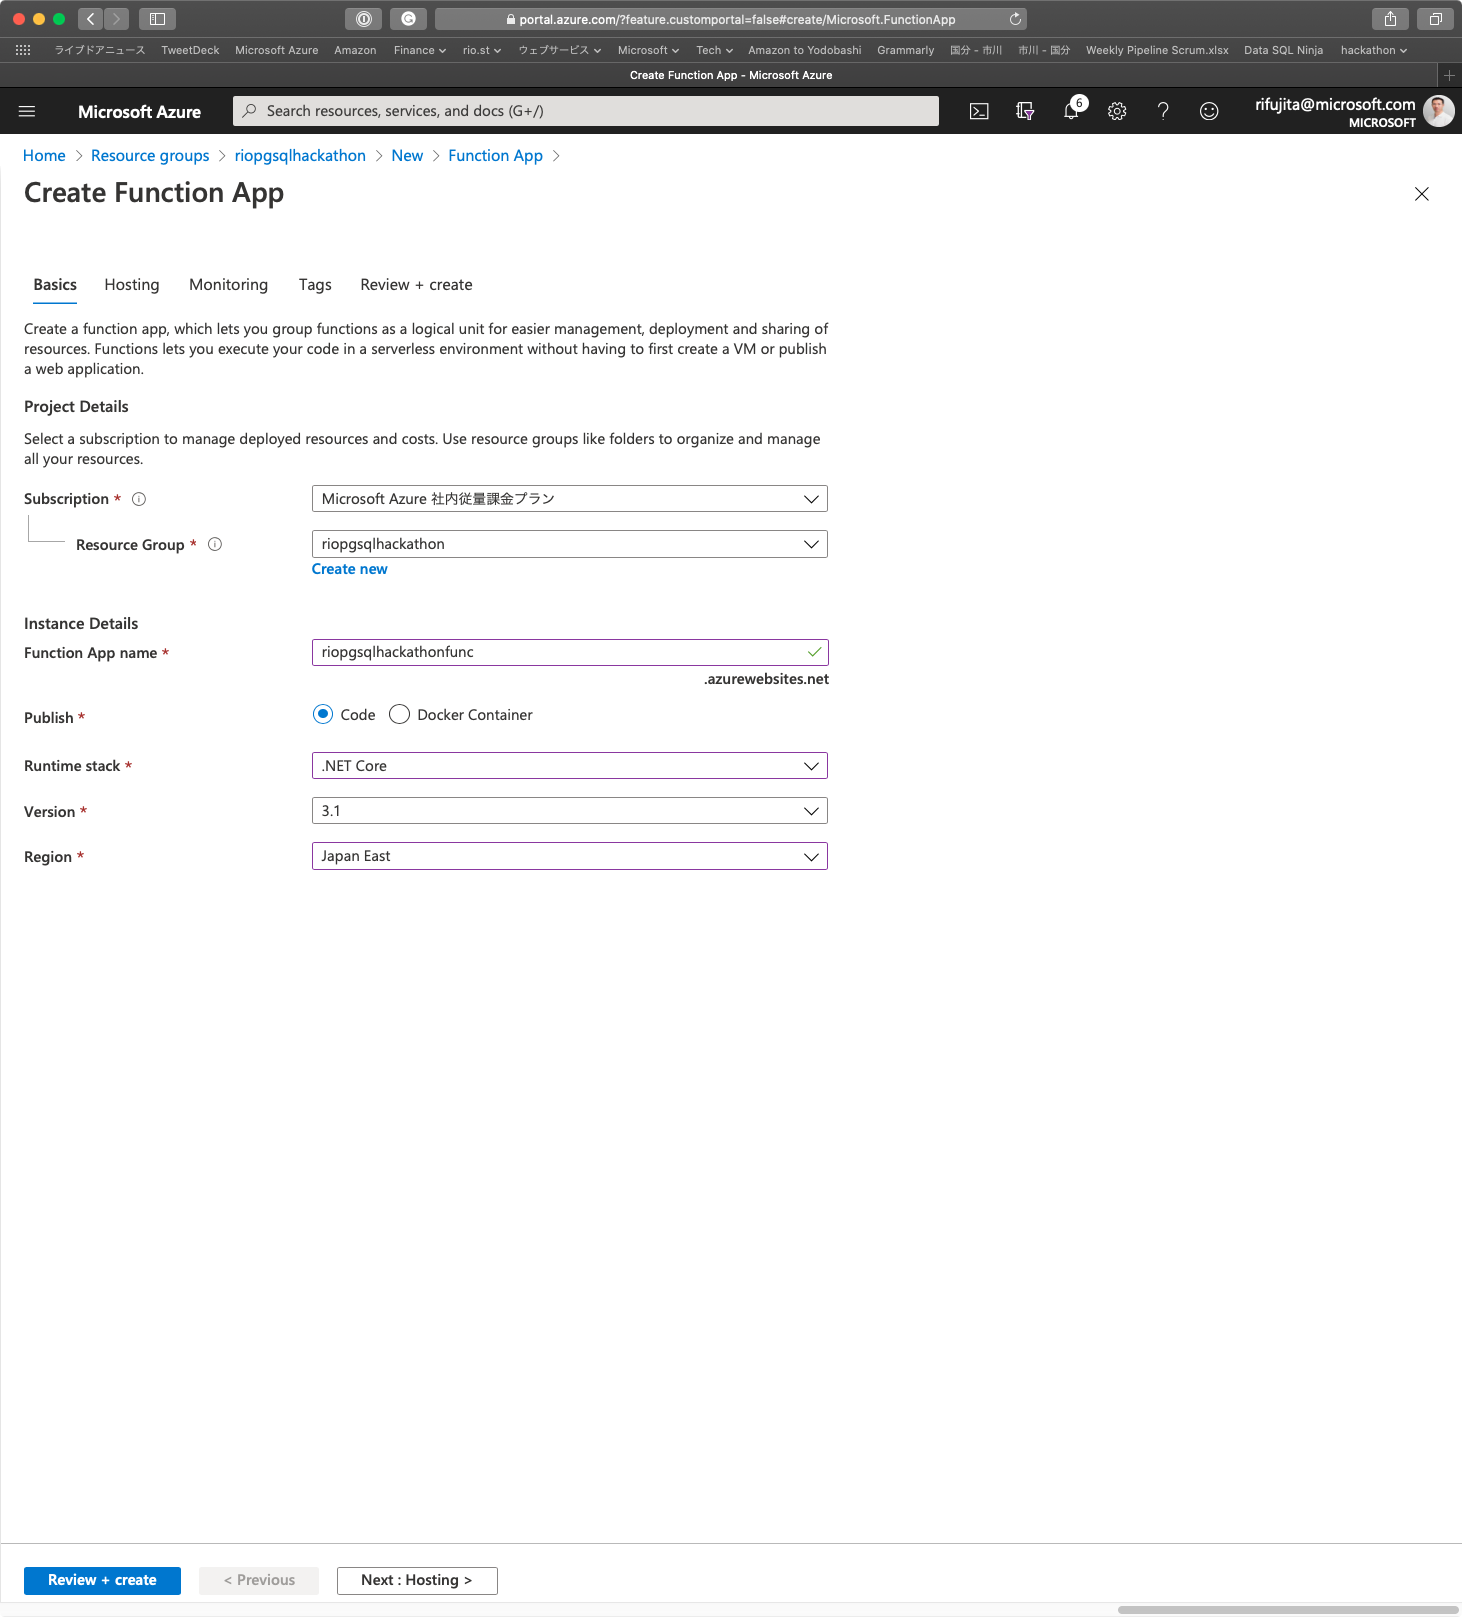 portal.azure.com/?feature.customportal=false#create/Microsoft.FunctionApp
ライブドアニュース TweetDeck Microsoft Azure Amazon Finance rio.st ウェブサービス Microsoft Tech Amazon to Yodobashi Grammarly 国分 - 市川 市川 - 国分 Weekly Pipeline Scrum.xlsx Data SQL Ninja hackathon
Create Function App - Microsoft Azure
Microsoft Azure
Search resources, services, and docs (G+/)
6
rifujita@microsoft.com
MICROSOFT
Home > Resource groups > riopgsqlhackathon > New > Function App >
Create Function App
Basics Hosting Monitoring Tags Review + create
Create a function app, which lets you group functions as a logical unit for easier management, deployment and sharing of
resources. Functions lets you execute your code in a serverless environment without having to first create a VM or publish
a web application.
Project Details
Select a subscription to manage deployed resources and costs. Use resource groups like folders to organize and manage
all your resources.
Subscription * Microsoft Azure 社内従量課金プラン
Resource Group * riopgsqlhackathon
Create new
Instance Details
Function App name * riopgsqlhackathonfunc
.azurewebsites.net
Publish * Code Docker Container
Runtime stack * .NET Core
Version * 3.1
Region * Japan East
Review + create < Previous Next : Hosting >